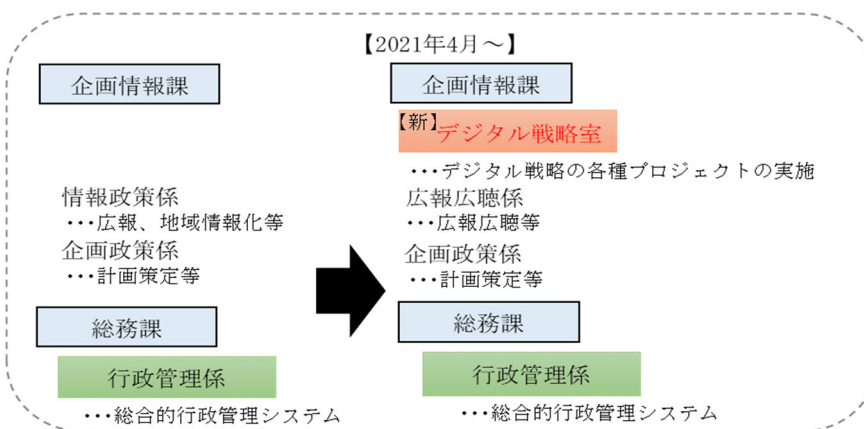 【2021年4月～】
企画情報課
情報政策係
・・・広報、地域情報化等
企画政策係
・・・計画策定等
総務課
行政管理係
・・・総合的行政管理システム
企画情報課
【新】デジタル戦略室
・・・デジタル戦略の各種プロジェクトの実施
広報広聴係
・・・広報広聴等
企画政策係
・・・計画策定等
総務課
行政管理係
・・・総合的行政管理システム